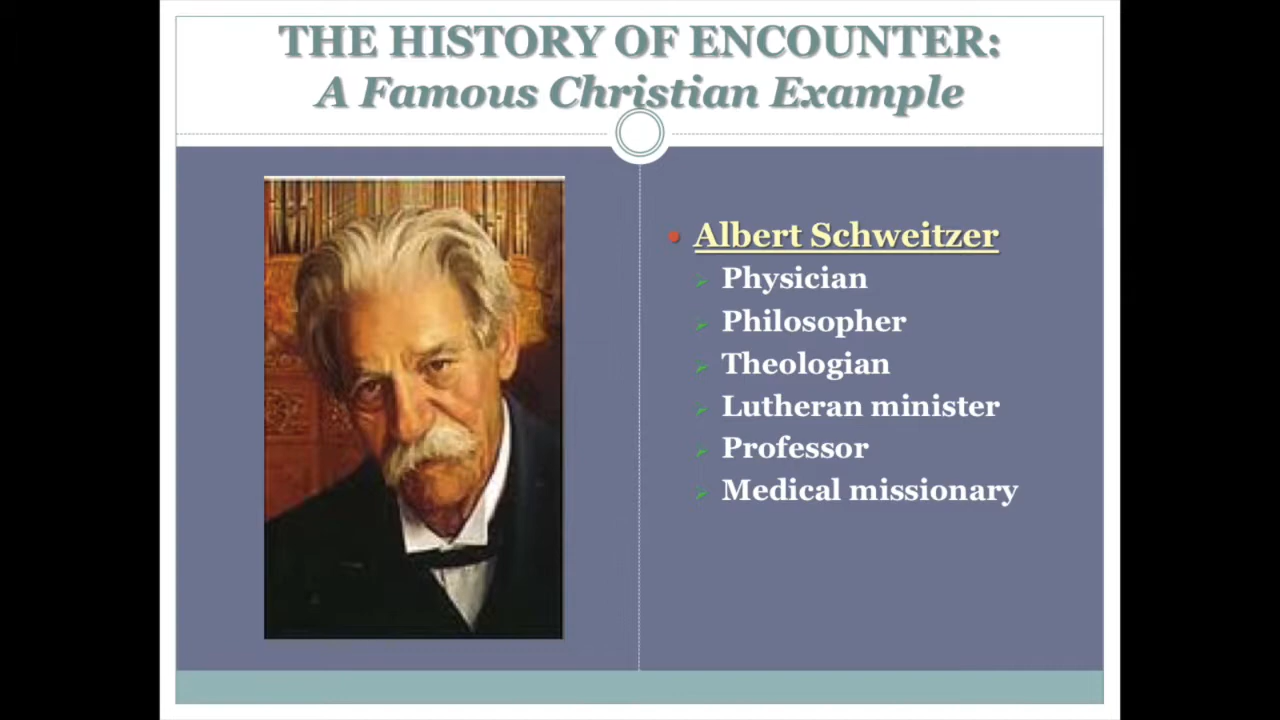 THE HISTORY OF ENCOUNTER:
A Famous Christian Example
Albert Schweitzer
Physician
Philosopher
Theologian
Lutheran minister
Professor
Medical missionary